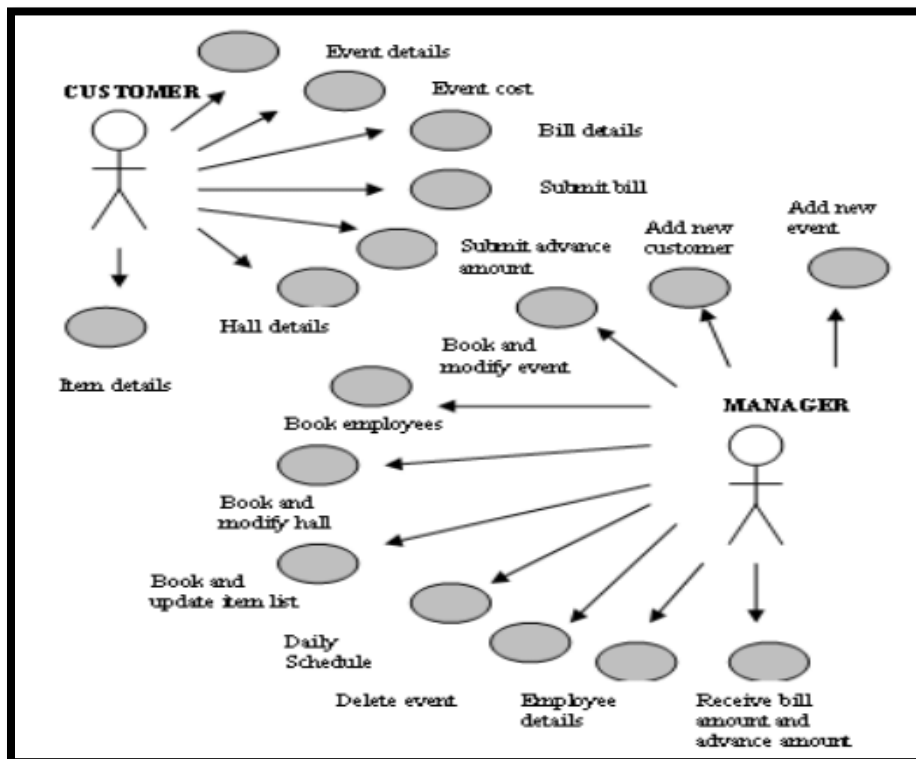 Event details
CUSTOMER
Event cost
Bill details
Submit bill
Add new
event
Add new
customer
Submit advance
amount
Hall details
Book and
modify event
Item details
MANAGER
Book employees
Book and
modify hall
Book and
update item list
Daily
Schedule
Delete event
Employee
details
Receive bill
amount and
advance amount